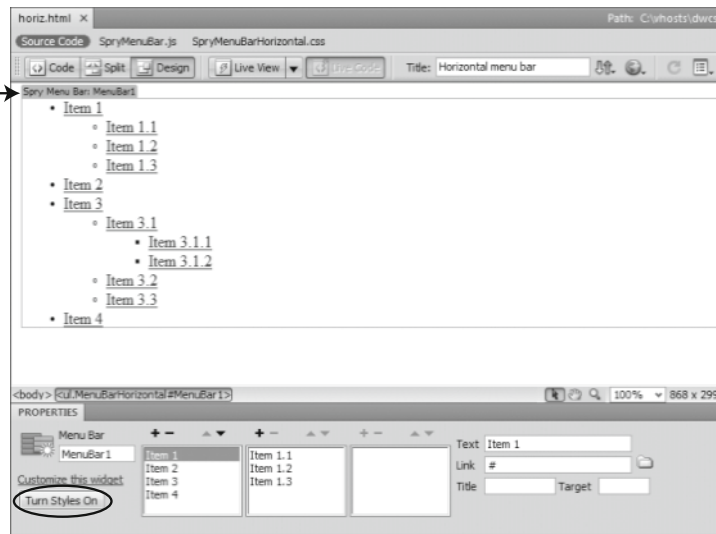 horiz.html × Path: C:\vhosts\dwcs
Source Code SpryMenuBar.js SpryMenuBarHorizontal.css
Code Split Design Live View Live Code Title: Horizontal menu bar
Spry Menu Bar: MenuBar1
• Item 1
◦ Item 1.1
◦ Item 1.2
◦ Item 1.3
• Item 2
• Item 3
◦ Item 3.1
▪ Item 3.1.1
▪ Item 3.1.2
◦ Item 3.2
◦ Item 3.3
• Item 4
<body> <ul.MenuBarHorizontal#MenuBar1> 100% 868 x 299
PROPERTIES
Menu Bar
MenuBar1
Customize this widget
Turn Styles On
Item 1
Item 2
Item 3
Item 4
Item 1.1
Item 1.2
Item 1.3
Text Item 1
Link #
Title Target